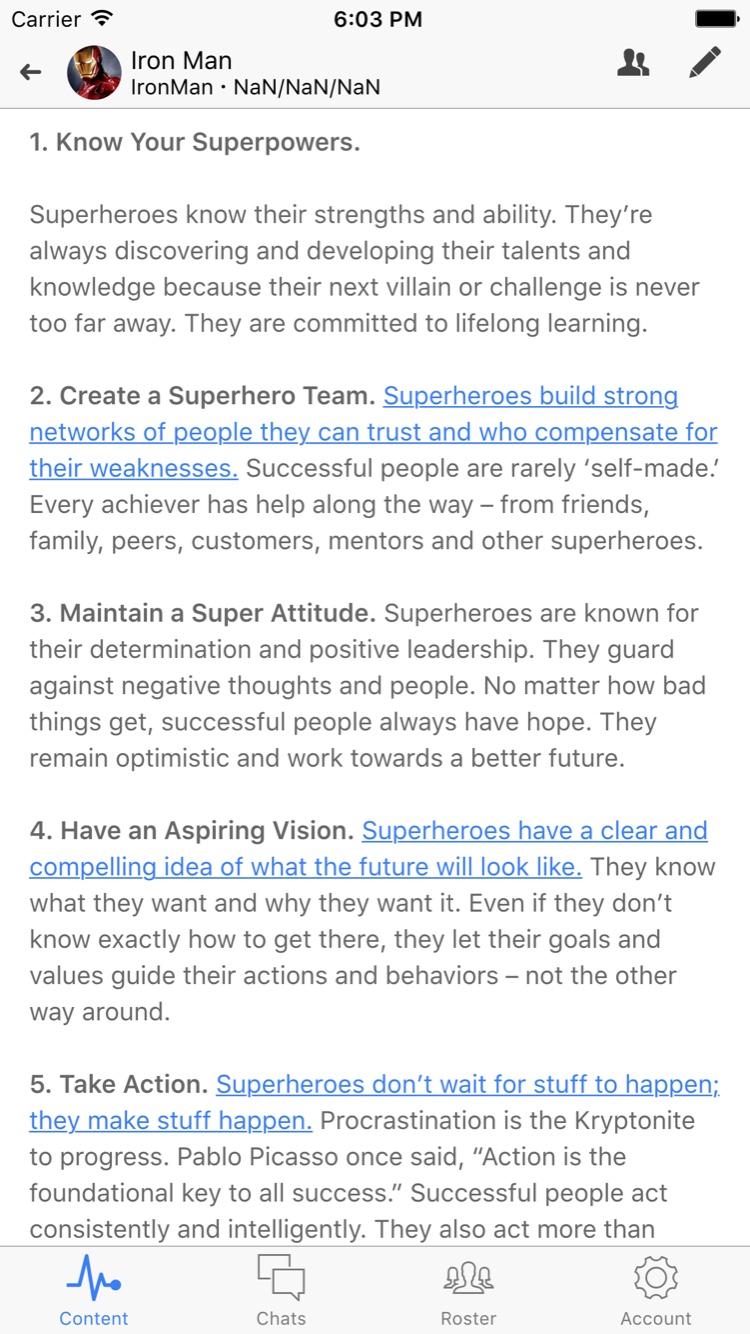 Carrier 6:03 PM
Iron Man
IronMan · NaN/NaN/NaN
1. Know Your Superpowers.
Superheroes know their strengths and ability. They’re
always discovering and developing their talents and
knowledge because their next villain or challenge is never
too far away. They are committed to lifelong learning.
2. Create a Superhero Team. Superheroes build strong
networks of people they can trust and who compensate for
their weaknesses. Successful people are rarely ‘self-made.’
Every achiever has help along the way – from friends,
family, peers, customers, mentors and other superheroes.
3. Maintain a Super Attitude. Superheroes are known for
their determination and positive leadership. They guard
against negative thoughts and people. No matter how bad
things get, successful people always have hope. They
remain optimistic and work towards a better future.
4. Have an Aspiring Vision. Superheroes have a clear and
compelling idea of what the future will look like. They know
what they want and why they want it. Even if they don’t
know exactly how to get there, they let their goals and
values guide their actions and behaviors – not the other
way around.
5. Take Action. Superheroes don’t wait for stuff to happen;
they make stuff happen. Procrastination is the Kryptonite
to progress. Pablo Picasso once said, “Action is the
foundational key to all success.” Successful people act
consistently and intelligently. They also act more than
Content Chats Roster Account